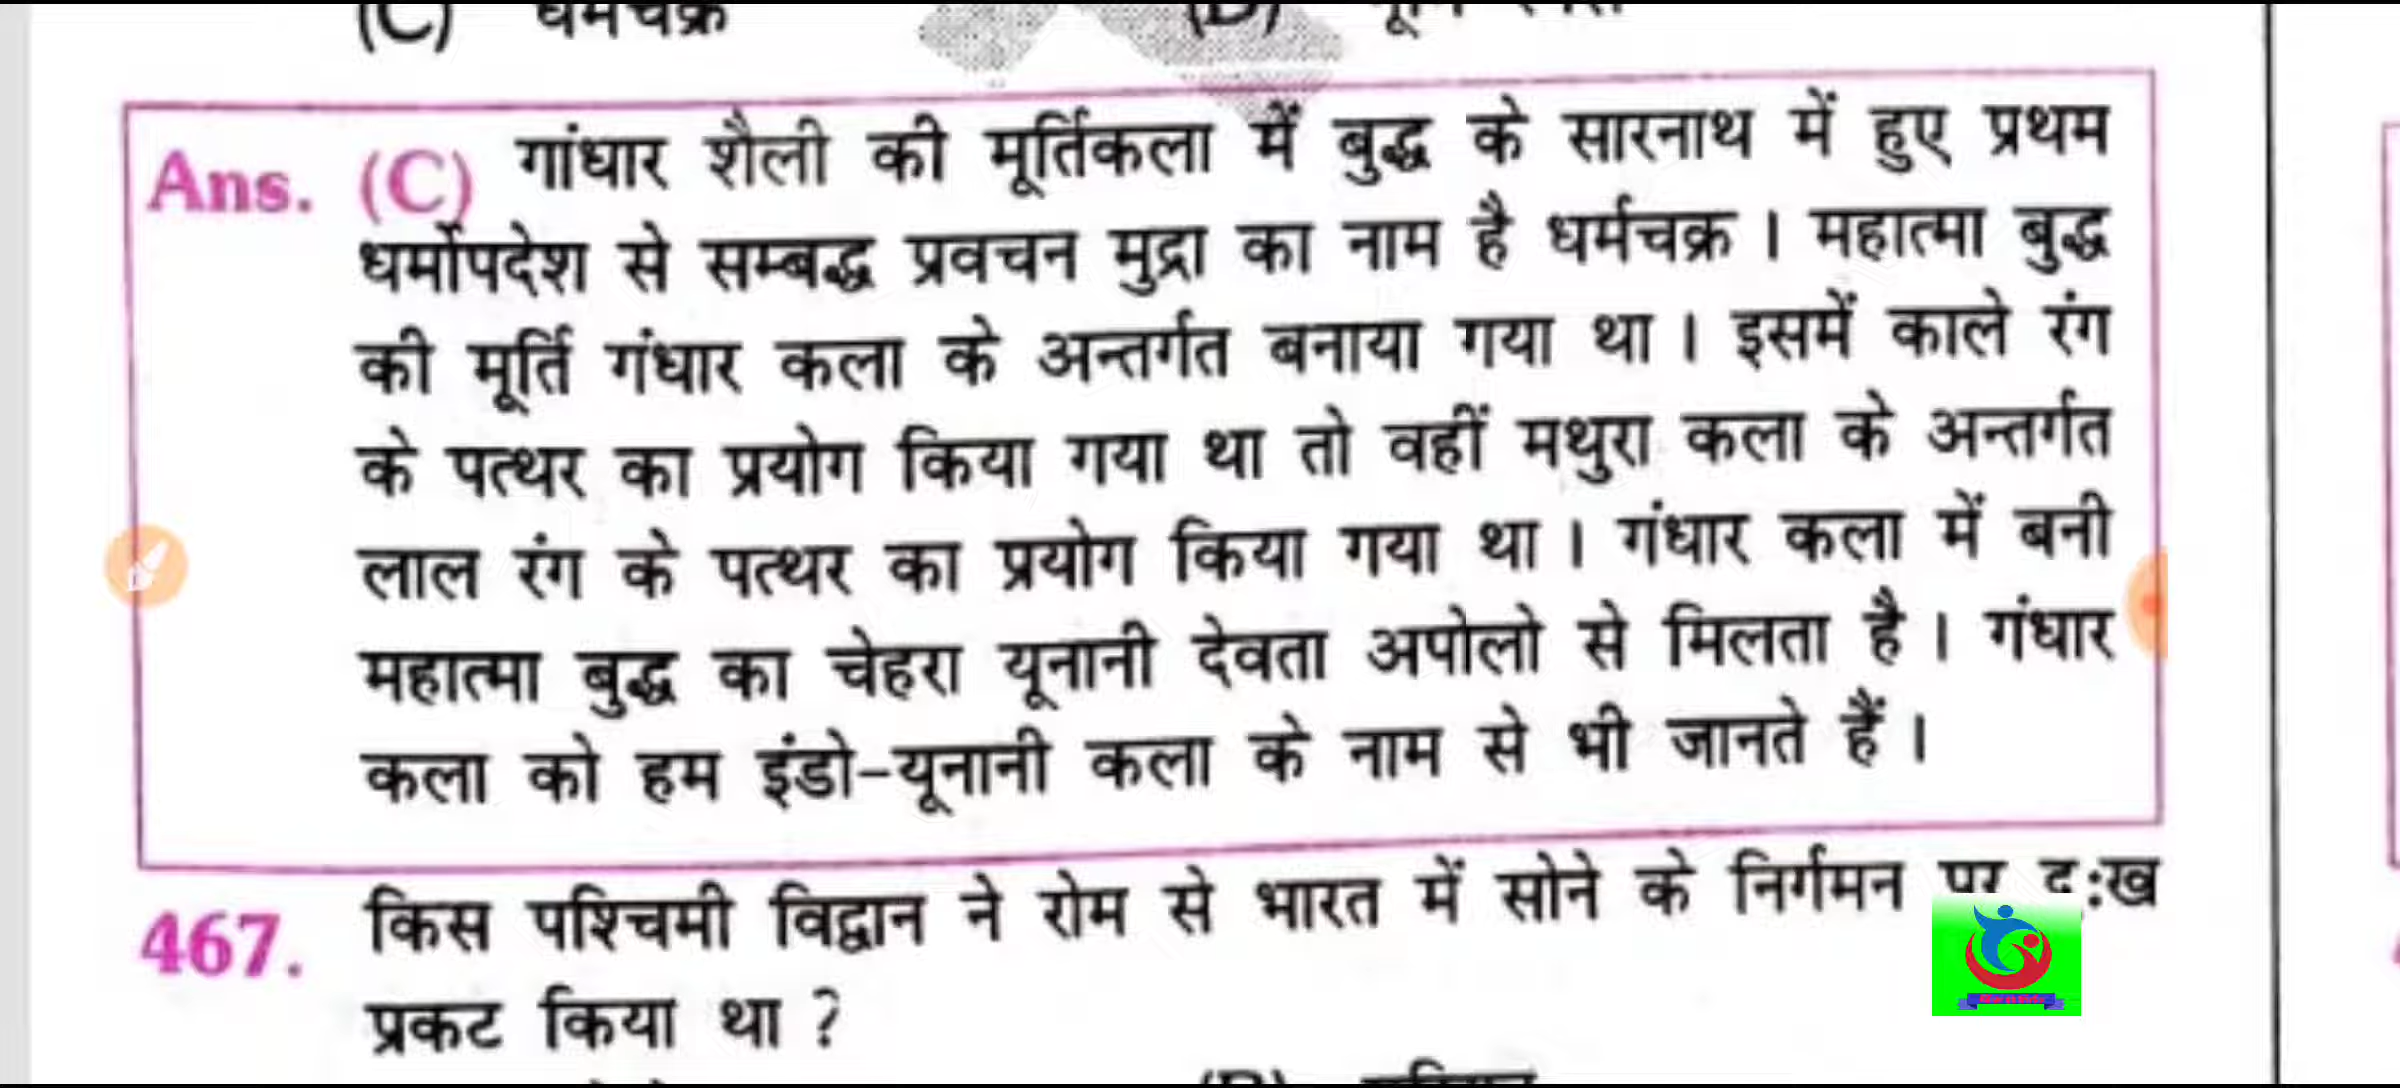 (C) धर्मचक्र (D)
Ans. (C) गांधार शैली की मूर्तिकला में बुद्ध के सारनाथ में हुए प्रथम
धर्मोपदेश से सम्बद्ध प्रवचन मुद्रा का नाम है धर्मचक्र। महात्मा बुद्ध
की मूर्ति गंधार कला के अन्तर्गत बनाया गया था। इसमें काले रंग
के पत्थर का प्रयोग किया गया था तो वहीं मथुरा कला के अन्तर्गत
लाल रंग के पत्थर का प्रयोग किया गया था। गंधार कला में बनी
महात्मा बुद्ध का चेहरा यूनानी देवता अपोलो से मिलता है। गंधार
कला को हम इंडो-यूनानी कला के नाम से भी जानते हैं।
467. किस पश्चिमी विद्वान ने रोम से भारत में सोने के निर्गमन पर दुःख
प्रकट किया था ?
(B)